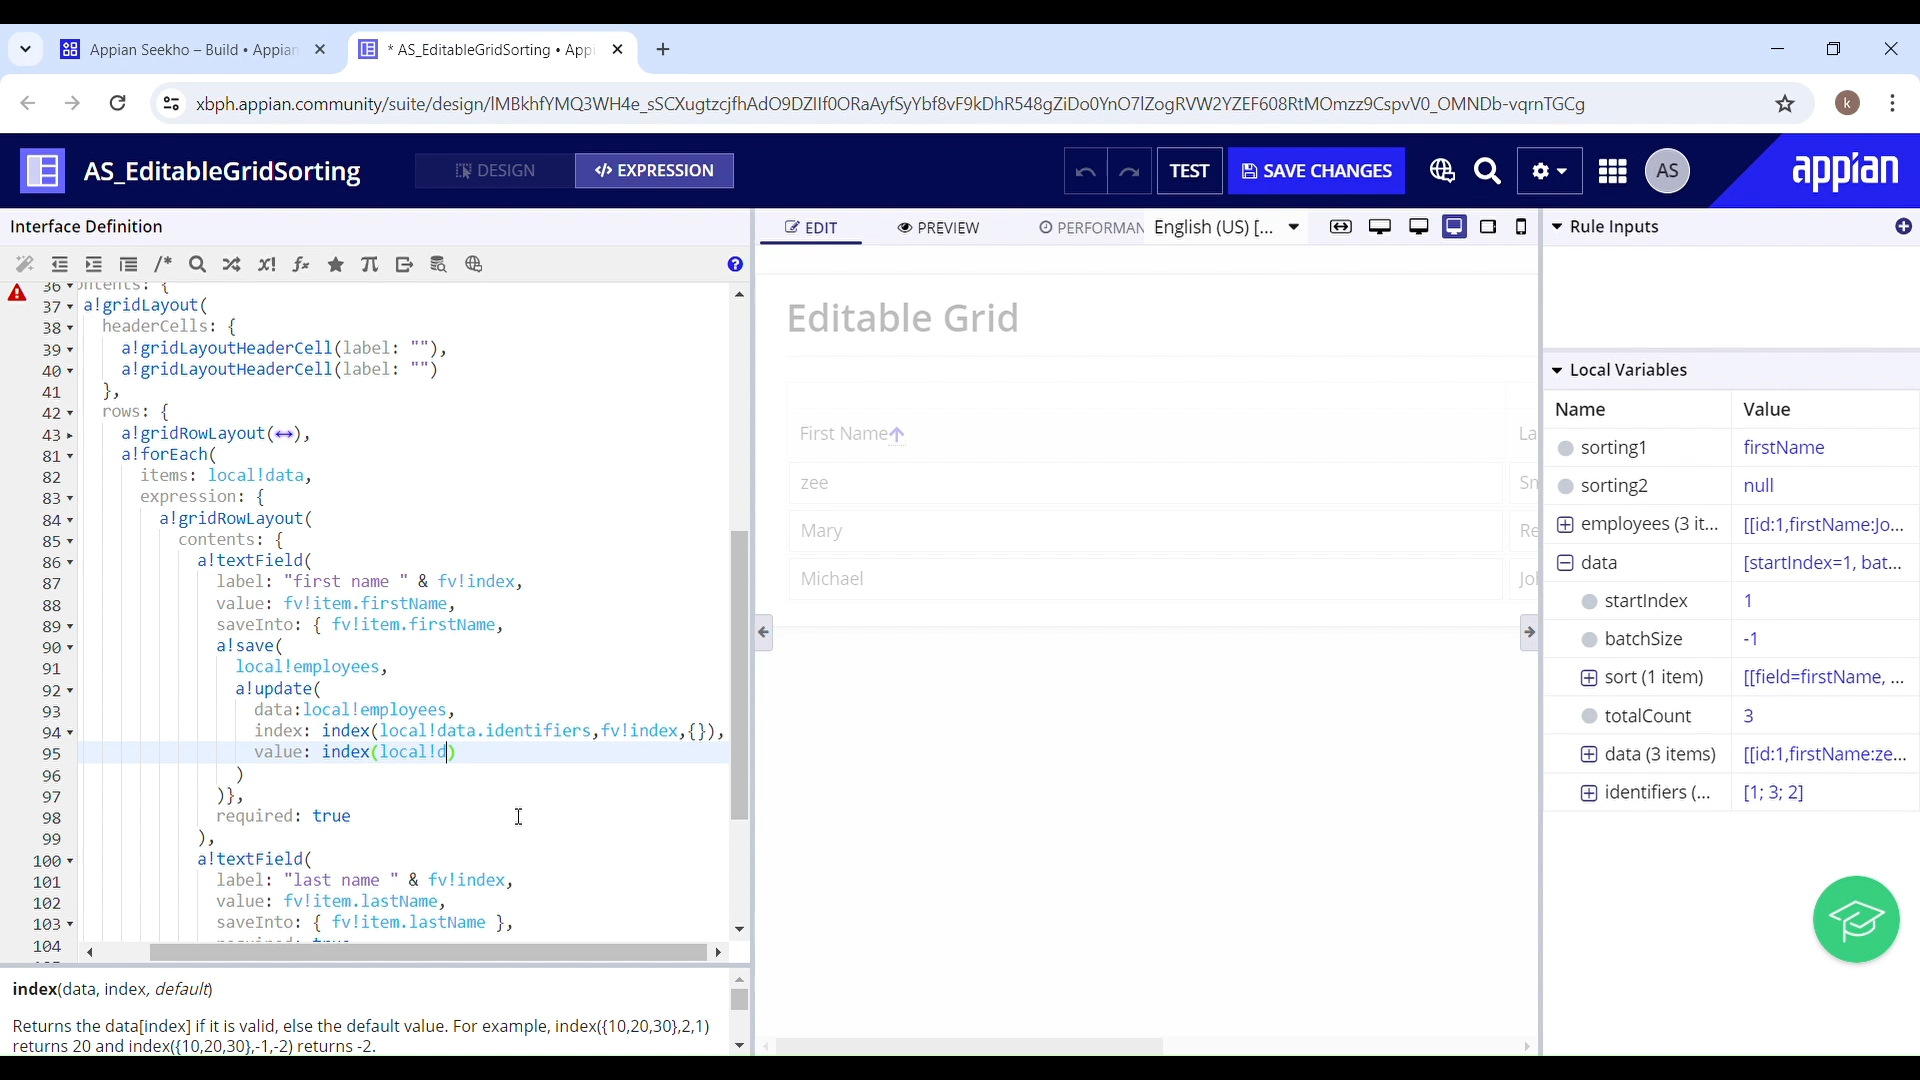 Appian Seekho – Build • Appian
* AS_EditableGridSorting • Appi
xbph.appian.community/suite/design/lMBkhfYMQ3WH4e_sSCXugtzcjfhAdO9DZIlf0ORaAyfSyYbf8vF9kDhR548gZiDo0YnO7lZogRVW2YZEF608RtMOmzz9CspvV0_OMNDb-vqrnTGCg
k
AS_EditableGridSorting
DESIGN
</> EXPRESSION
TEST
SAVE CHANGES
AS
appian
Interface Definition
EDIT
PREVIEW
PERFORMAN
English (US) [...
Rule Inputs
36 ontents: {
37 a!gridLayout(
38 headerCells: {
39 a!gridLayoutHeaderCell(label: ""),
40 a!gridLayoutHeaderCell(label: "")
41 },
42 rows: {
43 a!gridRowLayout(↔),
81 a!forEach(
82 items: local!data,
83 expression: {
84 a!gridRowLayout(
85 contents: {
86 a!textField(
87 label: "first name " & fv!index,
88 value: fv!item.firstName,
89 saveInto: { fv!item.firstName,
90 a!save(
91 local!employees,
92 a!update(
93 data:local!employees,
94 index: index(local!data.identifiers,fv!index,{}),
95 value: index(local!d)
96 )
97 )},
98 required: true
99 ),
100 a!textField(
101 label: "last name " & fv!index,
102 value: fv!item.lastName,
103 saveInto: { fv!item.lastName },
104
index(data, index, default)
Returns the data[index] if it is valid, else the default value. For example, index({10,20,30},2,1)
returns 20 and index({10,20,30},-1,-2) returns -2.
Editable Grid
First Name
La
zee
Sn
Mary
Re
Michael
Jol
Local Variables
Name Value
sorting1 firstName
sorting2 null
employees (3 it... [[id:1,firstName:Jo...
data [startIndex=1, bat...
startIndex 1
batchSize -1
sort (1 item) [[field=firstName, ...
totalCount 3
data (3 items) [[id:1,firstName:ze...
identifiers (... [1; 3; 2]